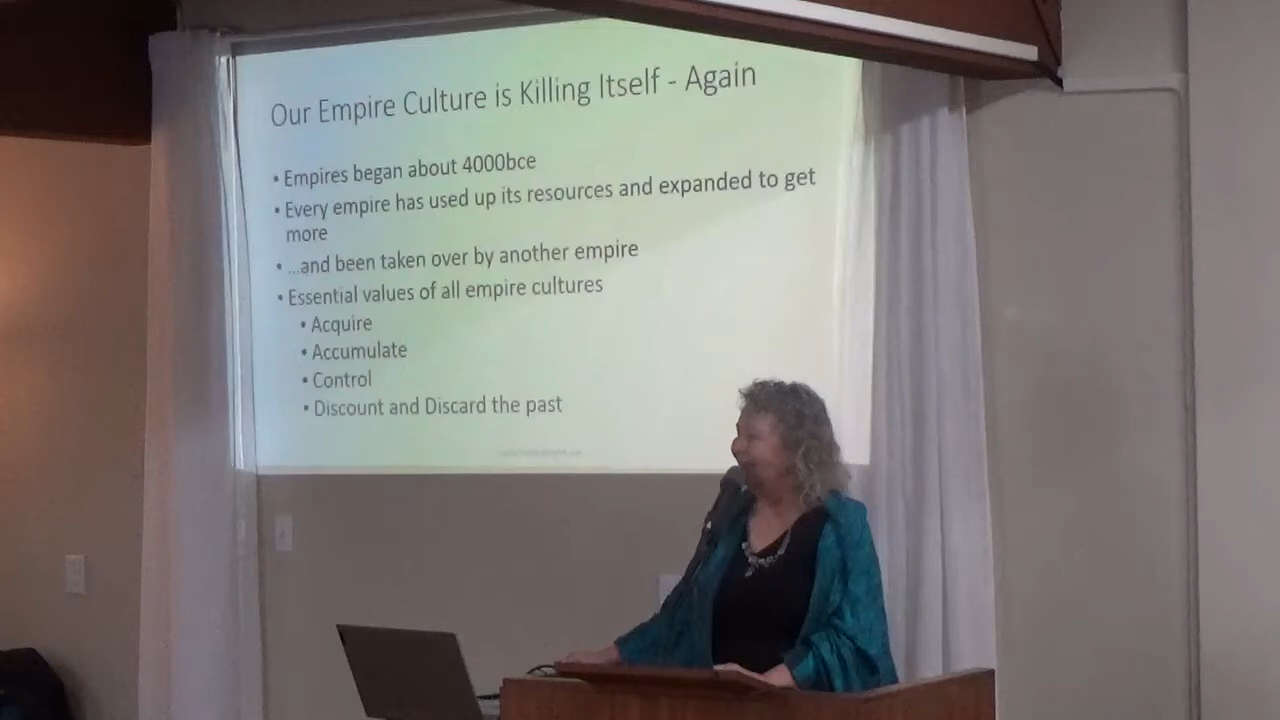 Our Empire Culture is Killing Itself - Again
• Empires began about 4000bce
• Every empire has used up its resources and expanded to get
more
• ...and been taken over by another empire
• Essential values of all empire cultures
• Acquire
• Accumulate
• Control
• Discount and Discard the past